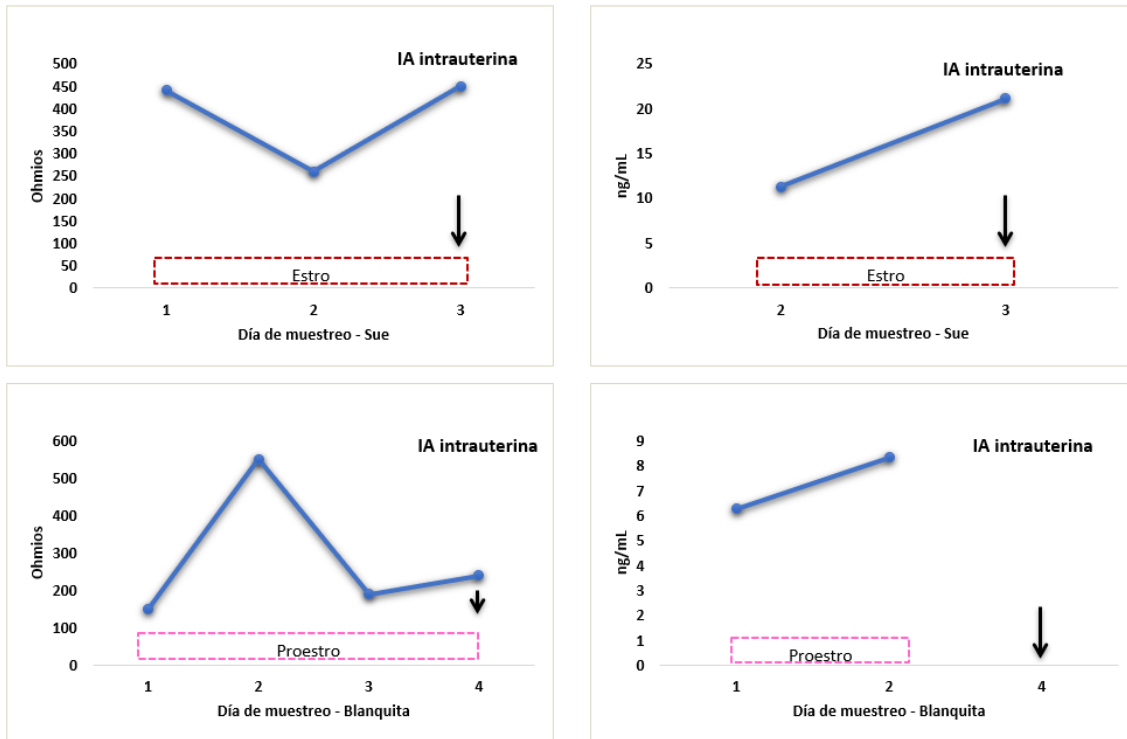 IA intrauterina
500
450
400
350
300
250
200
150
100
50
0
Ohmios
Estro
1 2 3
Día de muestreo - Sue
IA intrauterina
25
20
15
10
5
0
ng/mL
Estro
2 3
Día de muestreo - Sue
IA intrauterina
600
500
400
300
200
100
0
Ohmios
Proestro
1 2 3 4
Día de muestreo - Blanquita
IA intrauterina
9
8
7
6
5
4
3
2
1
0
ng/mL
Proestro
1 2 4
Día de muestreo - Blanquita